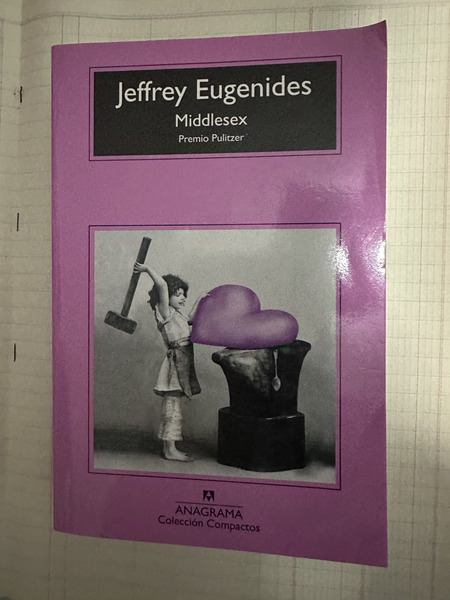 Jeffrey Eugenides
Middlesex
Premio Pulitzer
ANAGRAMA
Colección Compactos